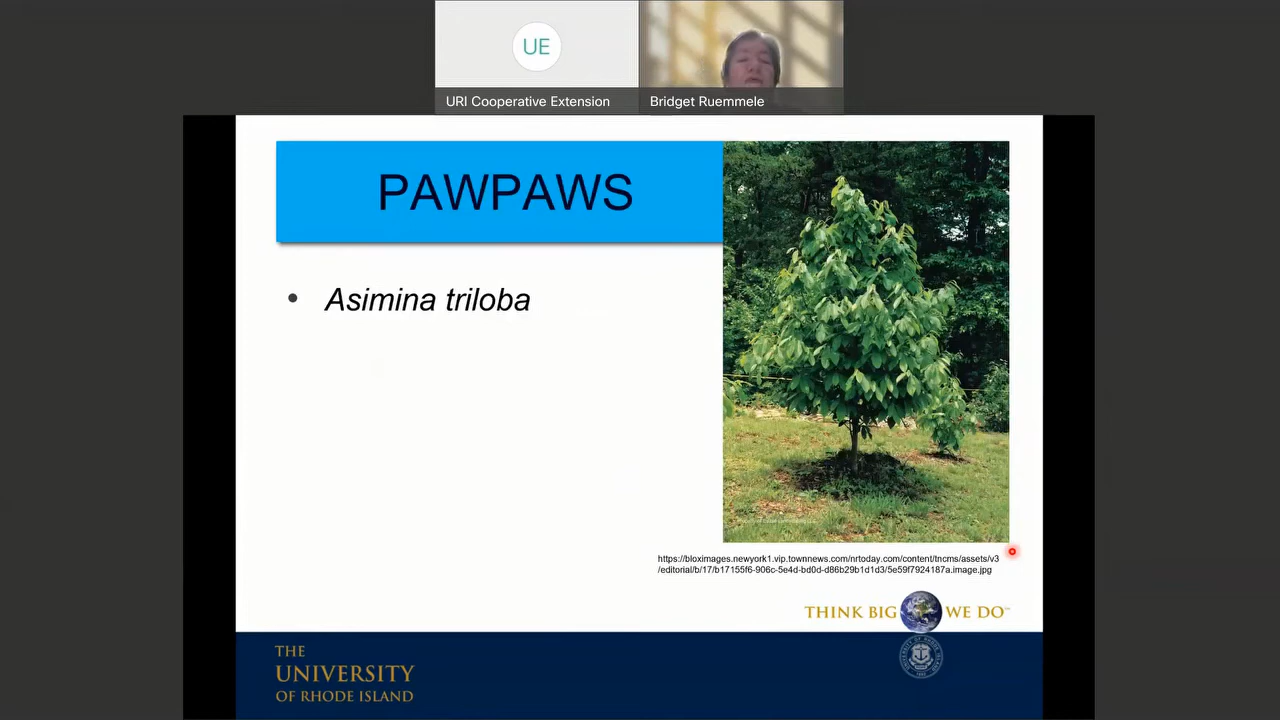 UE
URI Cooperative Extension
Bridget Ruemmele
PAWPAWS
• Asimina triloba
https://bloximages.newyork1.vip.townnews.com/nrtoday.com/content/tncms/assets/v3
/editorial/b/17/b17155f6-906c-5e4d-bd0d-d86b29b1d1d3/5e59f7924187a.image.jpg
THINK BIG WE DO™
THE
UNIVERSITY
OF RHODE ISLAND